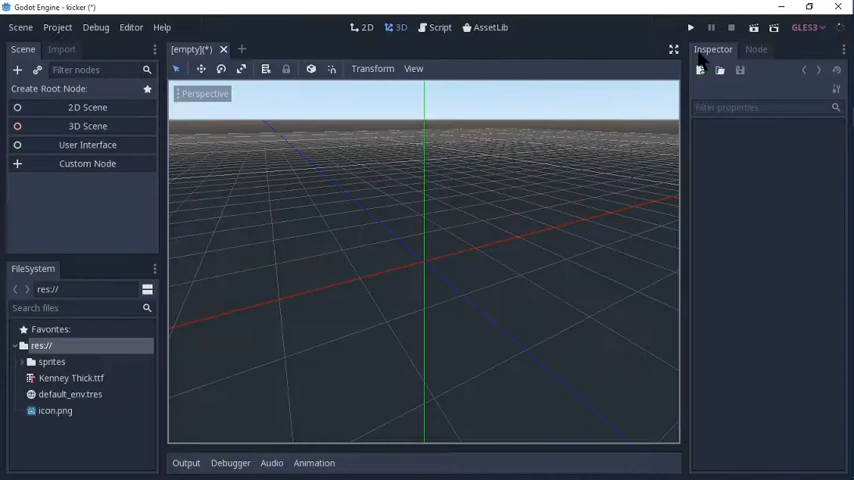 Godot Engine - kicker (*)
Scene Project Debug Editor Help
2D 3D Script AssetLib
GLES3
Scene Import
[empty](*)
Inspector Node
Filter nodes
Transform View
Create Root Node:
Perspective
Filter properties
2D Scene
3D Scene
User Interface
Custom Node
FileSystem
res://
Search files
Favorites:
res://
sprites
Kenney Thick.ttf
default_env.tres
icon.png
Output Debugger Audio Animation